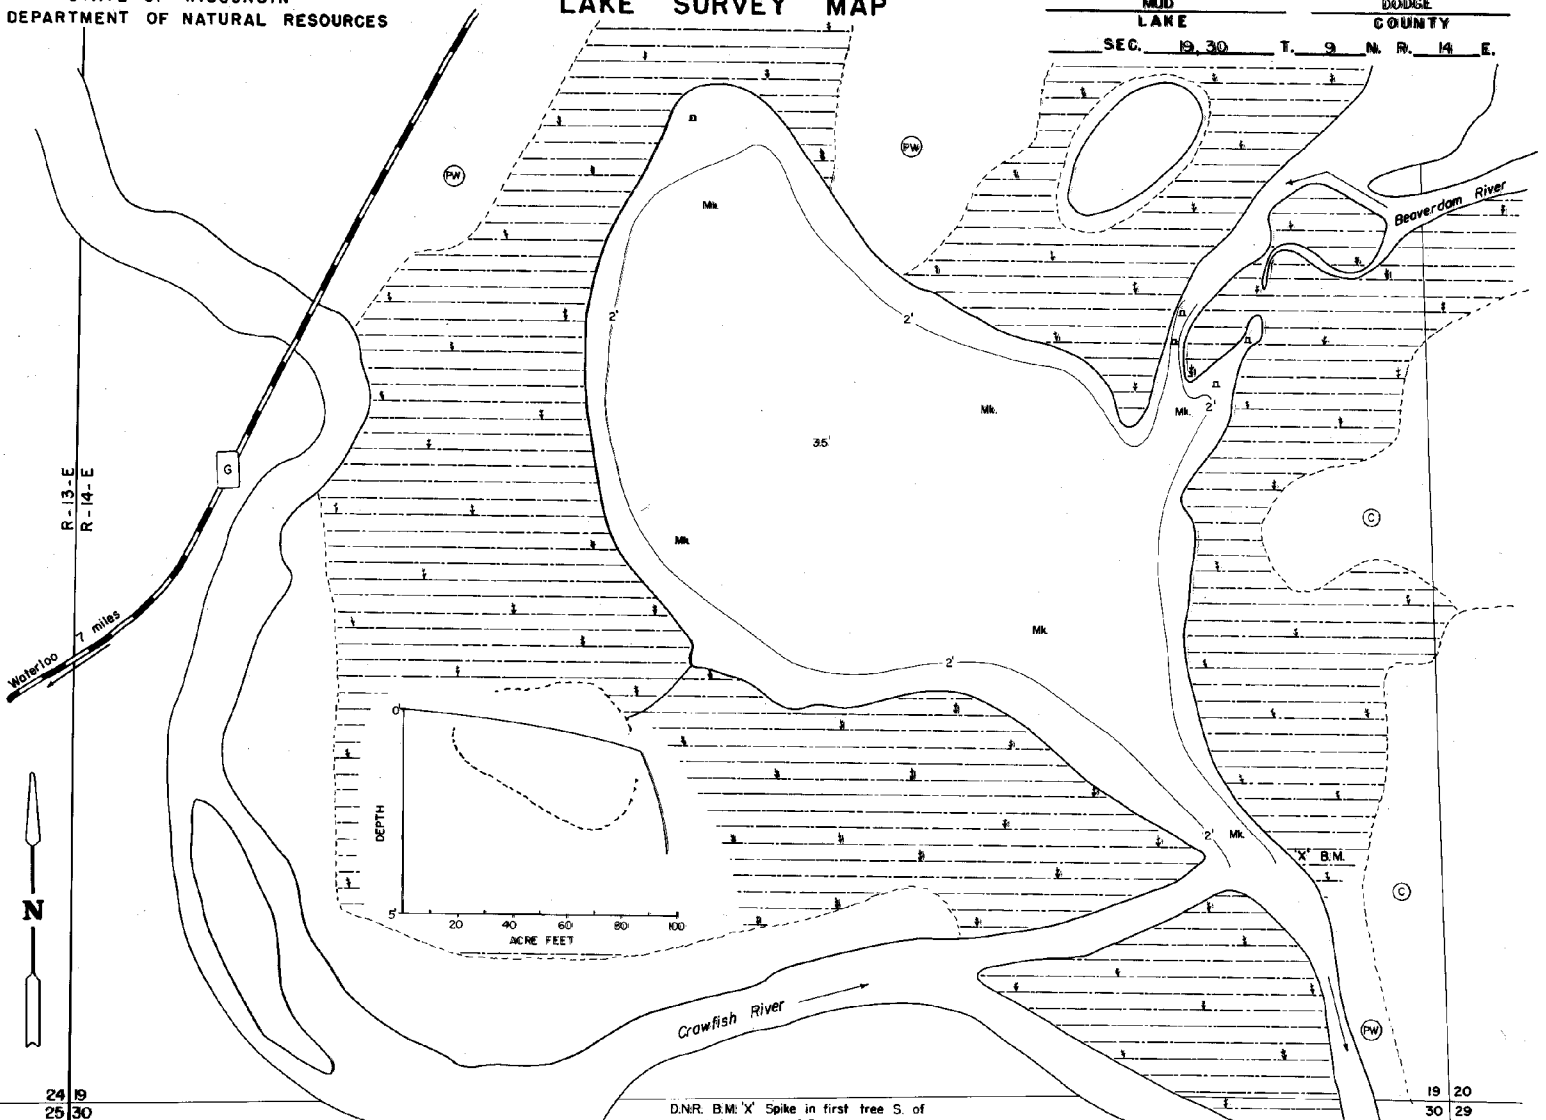 DEPARTMENT OF NATURAL RESOURCES
LAKE SURVEY MAP
MUD
LAKE
DODGE
COUNTY
SEC. 19, 30 T. 9 N. R. 14 E.
PW
PW
n
Mk.
Beaverdam River
2'
2'
n
n
n
n
Mk.
Mk.
2'
3.5'
G
R-13-E
R-14-E
C
Mk.
Waterloo 7 miles
Mk.
2'
0'
DEPTH
5'
20 40 60 80 100
ACRE FEET
2'
Mk.
'X' B.M.
C
N
Crawfish River
PW
24 19
25 30
19 20
30 29
D.N.R. B.M. 'X' Spike in first tree S. of